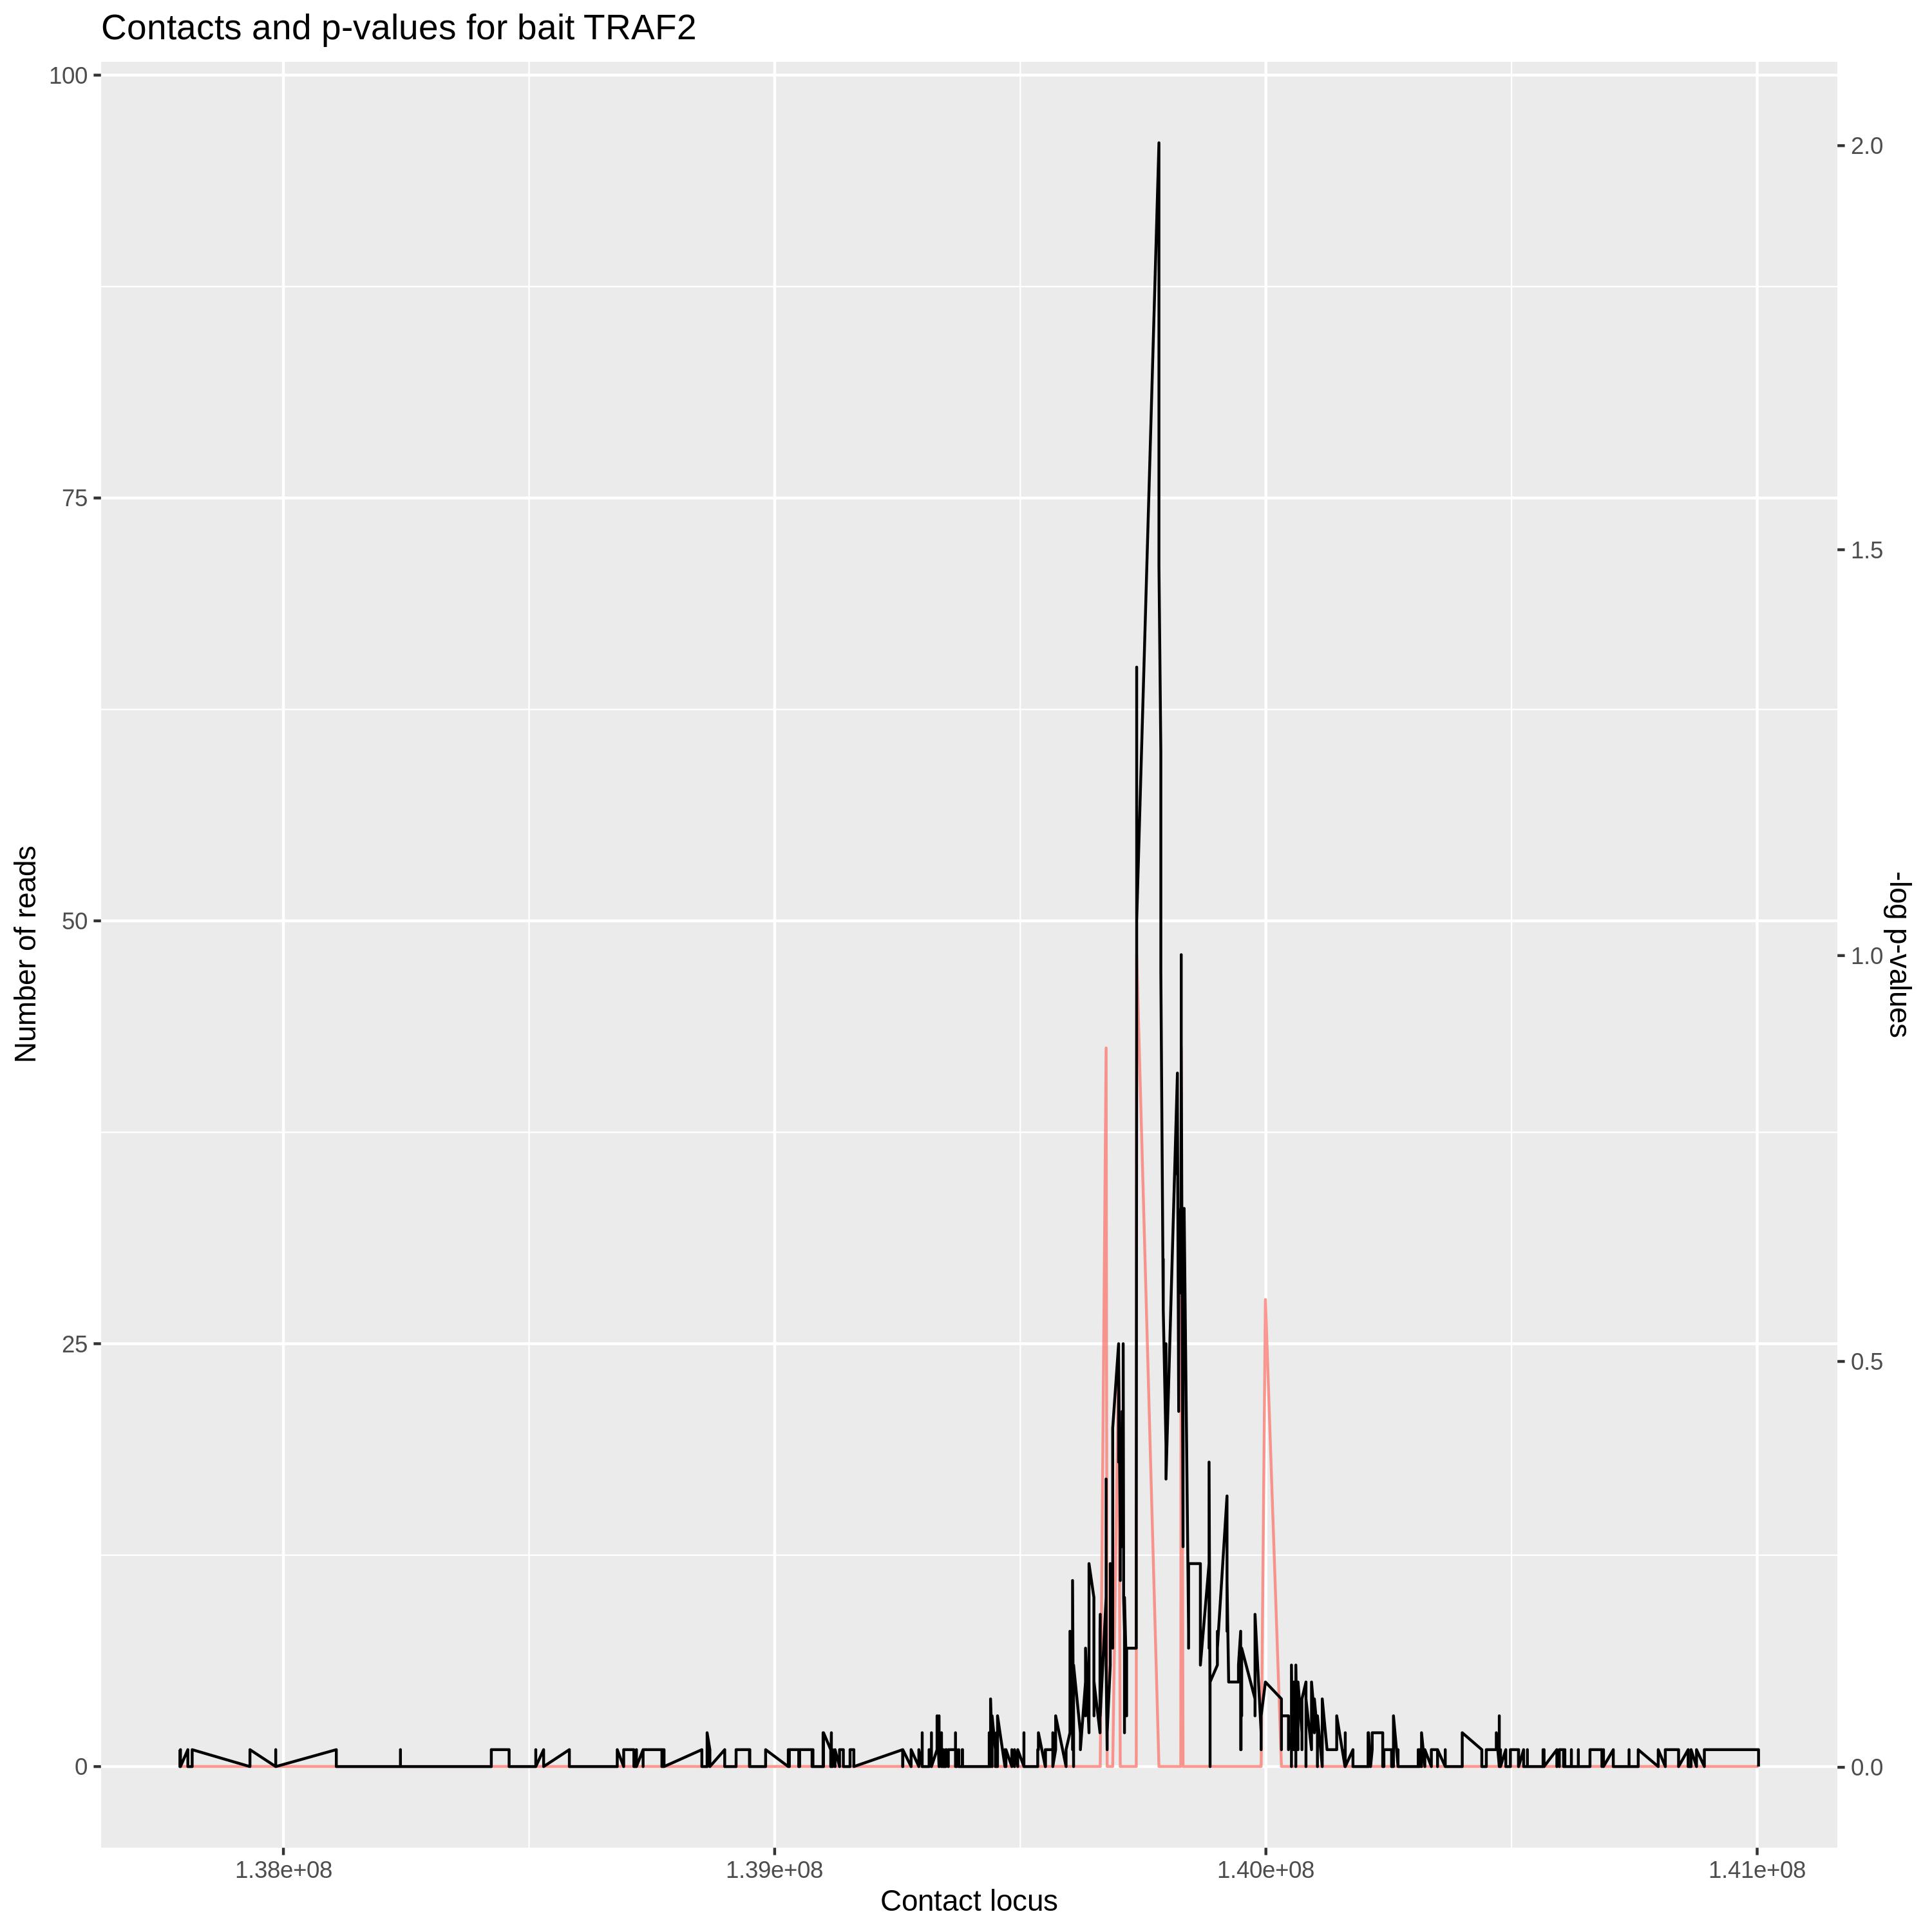 Contacts and p-values for bait TRAF2
100
75
50
25
0
Number of reads
2.0
1.5
1.0
0.5
0.0
-log p-values
1.38e+08
1.39e+08
1.40e+08
1.41e+08
Contact locus